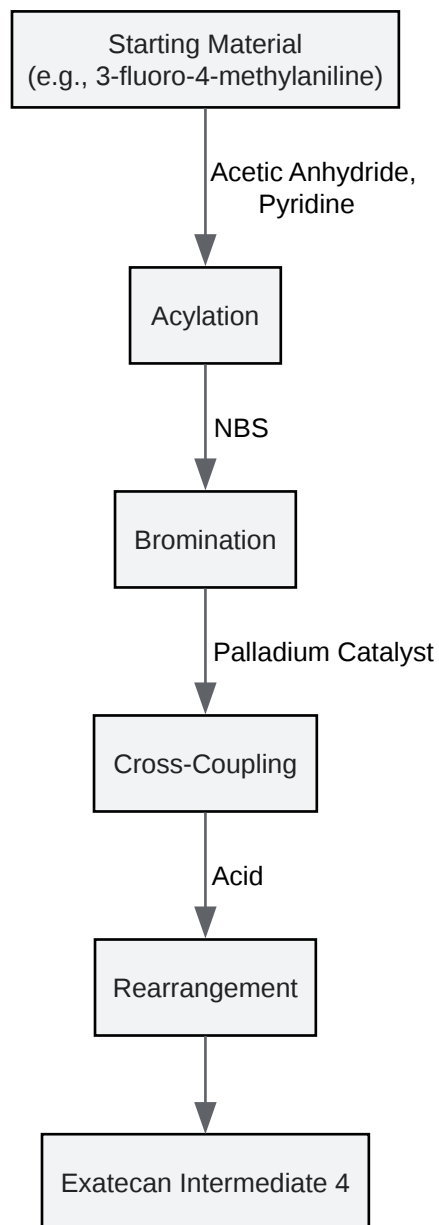 Starting Material
(e.g., 3-fluoro-4-methylaniline)
Acetic Anhydride,
Pyridine
Acylation
NBS
Bromination
Palladium Catalyst
Cross-Coupling
Acid
Rearrangement
Exatecan Intermediate 4